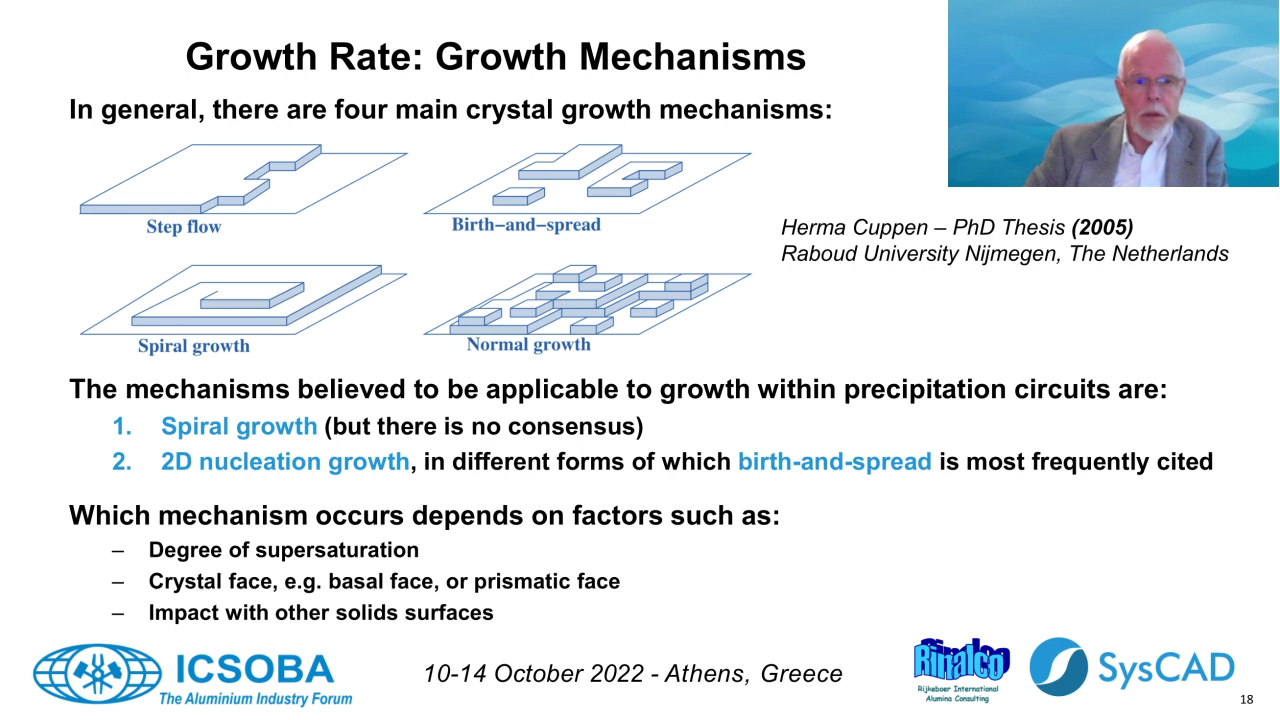 Growth Rate: Growth Mechanisms
In general, there are four main crystal growth mechanisms:
Step flow
Birth–and–spread
Herma Cuppen – PhD Thesis (2005)
Raboud University Nijmegen, The Netherlands
Spiral growth
Normal growth
The mechanisms believed to be applicable to growth within precipitation circuits are:
1. Spiral growth (but there is no consensus)
2. 2D nucleation growth, in different forms of which birth-and-spread is most frequently cited
Which mechanism occurs depends on factors such as:
– Degree of supersaturation
– Crystal face, e.g. basal face, or prismatic face
– Impact with other solids surfaces
ICSOBA
The Aluminium Industry Forum
10-14 October 2022 - Athens, Greece
Rinalco
Rijkeboer International
Alumina Consulting
SysCAD
18